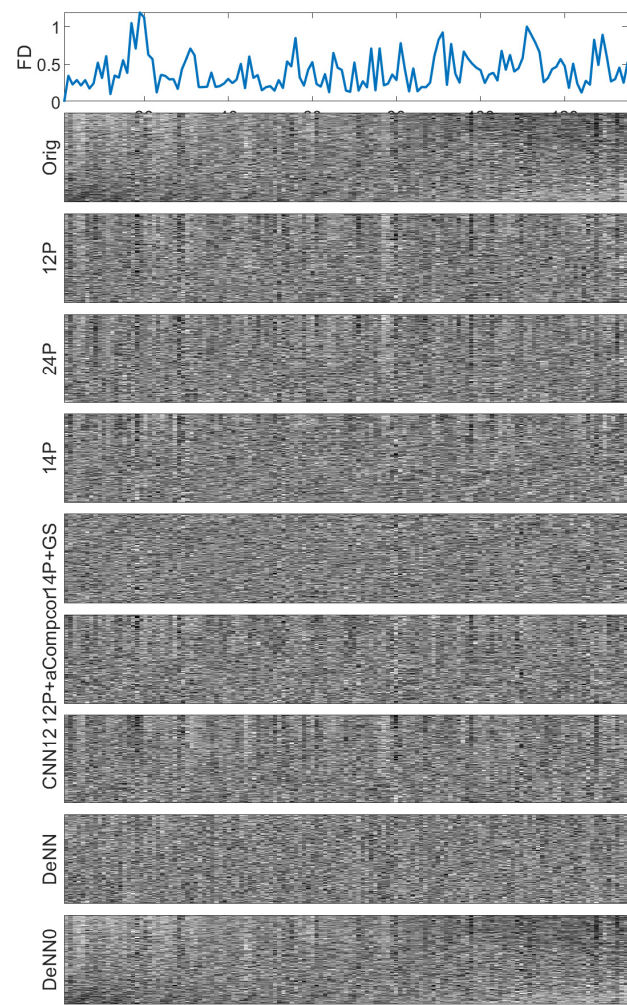 FD
1
0.5
0
Orig
12P
24P
14P
14P+GS
12P+aCompcor
CNN12
DeNN
DeNN0